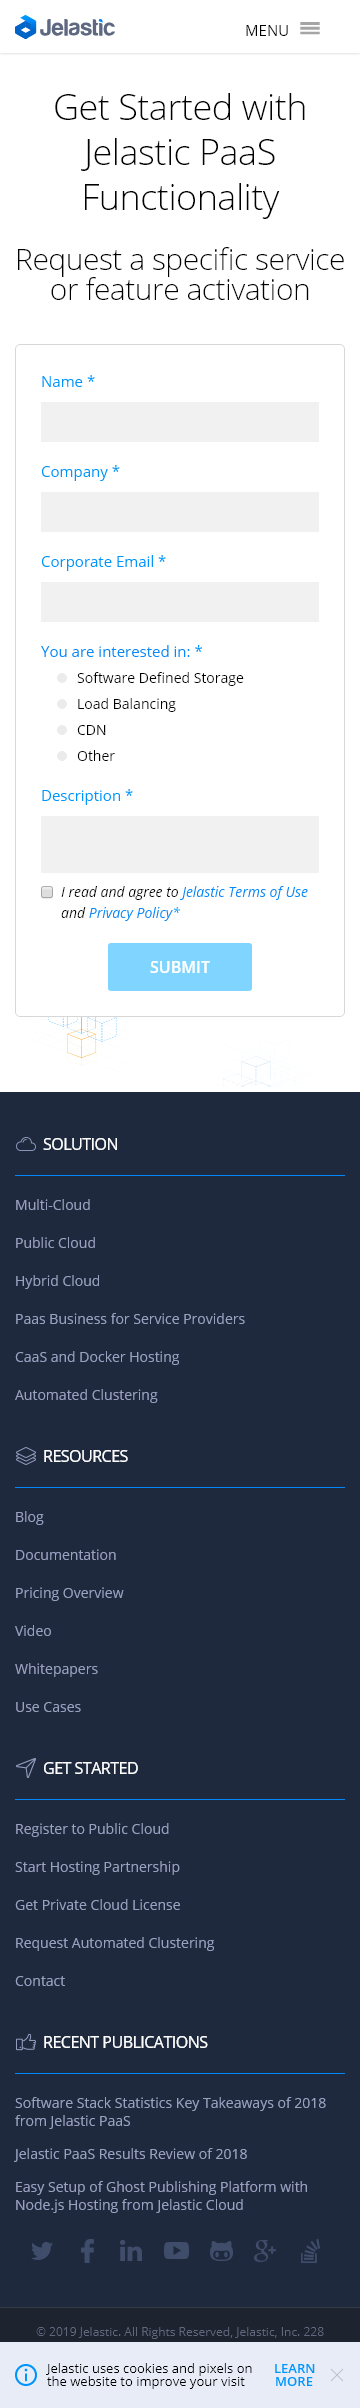 Jelastic
MENU
Get Started with
Jelastic PaaS
Functionality
Request a specific service
or feature activation
Name *
Company *
Corporate Email *
You are interested in: *
Software Defined Storage
Load Balancing
CDN
Other
Description *
I read and agree to Jelastic Terms of Use
and Privacy Policy*
SUBMIT
SOLUTION
Multi-Cloud
Public Cloud
Hybrid Cloud
Paas Business for Service Providers
CaaS and Docker Hosting
Automated Clustering
RESOURCES
Blog
Documentation
Pricing Overview
Video
Whitepapers
Use Cases
GET STARTED
Register to Public Cloud
Start Hosting Partnership
Get Private Cloud License
Request Automated Clustering
Contact
RECENT PUBLICATIONS
Software Stack Statistics Key Takeaways of 2018
from Jelastic PaaS
Jelastic PaaS Results Review of 2018
Easy Setup of Ghost Publishing Platform with
Node.js Hosting from Jelastic Cloud
© 2019 Jelastic. All Rights Reserved, Jelastic, Inc. 228
Jelastic uses cookies and pixels on
the website to improve your visit
LEARN
MORE